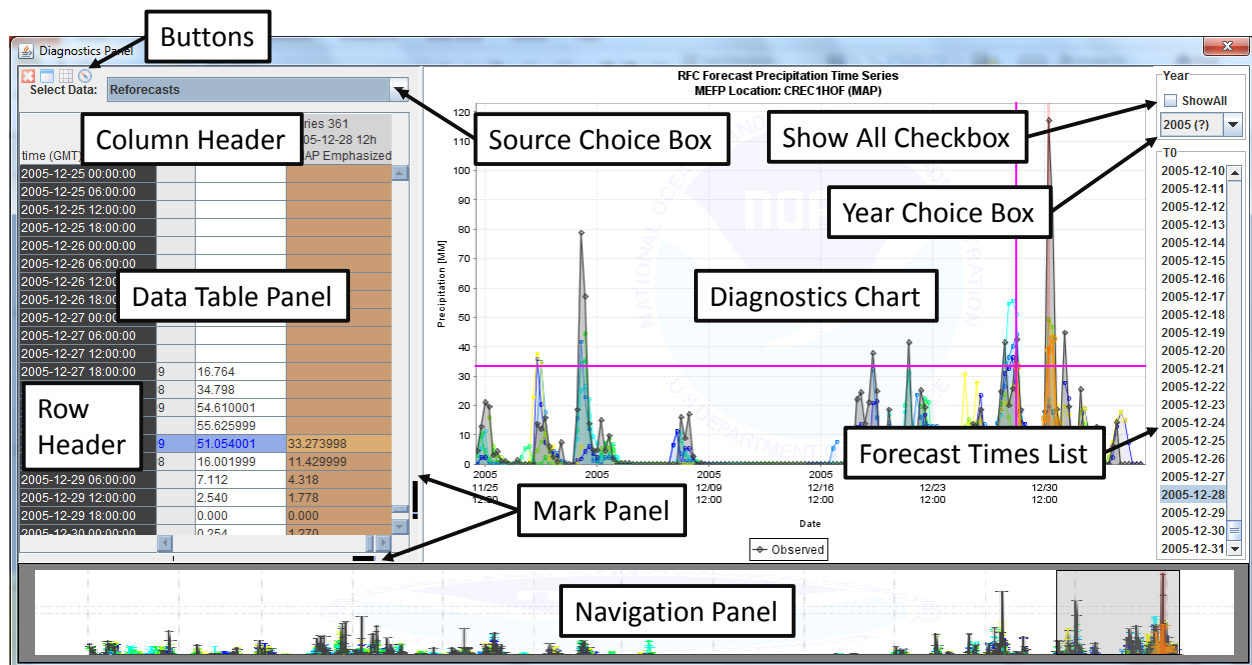 Buttons
Diagnostics Panel
Select Data: Reforecasts
Column Header
Source Choice Box
RFC Forecast Precipitation Time Series
MEFP Location: CREC1HOF (MAP)
Show All Checkbox
Year
ShowAll
2005 (?)
Year Choice Box
time (GMT)
361
12h
Emphasized
2005-12-25 00:00:00
2005-12-25 06:00:00
2005-12-25 12:00:00
2005-12-25 18:00:00
2005-12-26 00:00:00
2005-12-26 06:00:00
2005-12-26 12:00:00
2005-12-26 18:00
2005-12-27 00:00
2005-12-27 06:00:00
2005-12-27 12:00:00
2005-12-27 18:00:00 9 16.764
8 34.798
9 54.610001
55.625999
9 51.054001 33.273998
8 16.001999 11.429999
2005-12-29 06:00:00 7.112 4.318
2005-12-29 12:00:00 2.540 1.778
2005-12-29 18:00:00 0.000 0.000
2005-12-30 00:00:00 0.254 1.270
Data Table Panel
Row
Header
Mark Panel
Diagnostics Chart
Precipitation [MM]
120
110
100
90
80
70
60
50
40
30
20
10
0
2005
11/25
12:00
2005
2005
12/09
12:00
2005
12/16
12:00
12/23
12:00
12/30
12:00
Date
Observed
NATIONAL
U.S. DEPARTMENT
T0
2005-12-10
2005-12-11
2005-12-12
2005-12-13
2005-12-14
2005-12-15
2005-12-16
2005-12-17
2005-12-18
2005-12-19
2005-12-20
2005-12-21
2005-12-22
2005-12-23
2005-12-24
2005-12-25
2005-12-26
2005-12-27
2005-12-28
2005-12-29
2005-12-30
2005-12-31
Forecast Times List
Navigation Panel